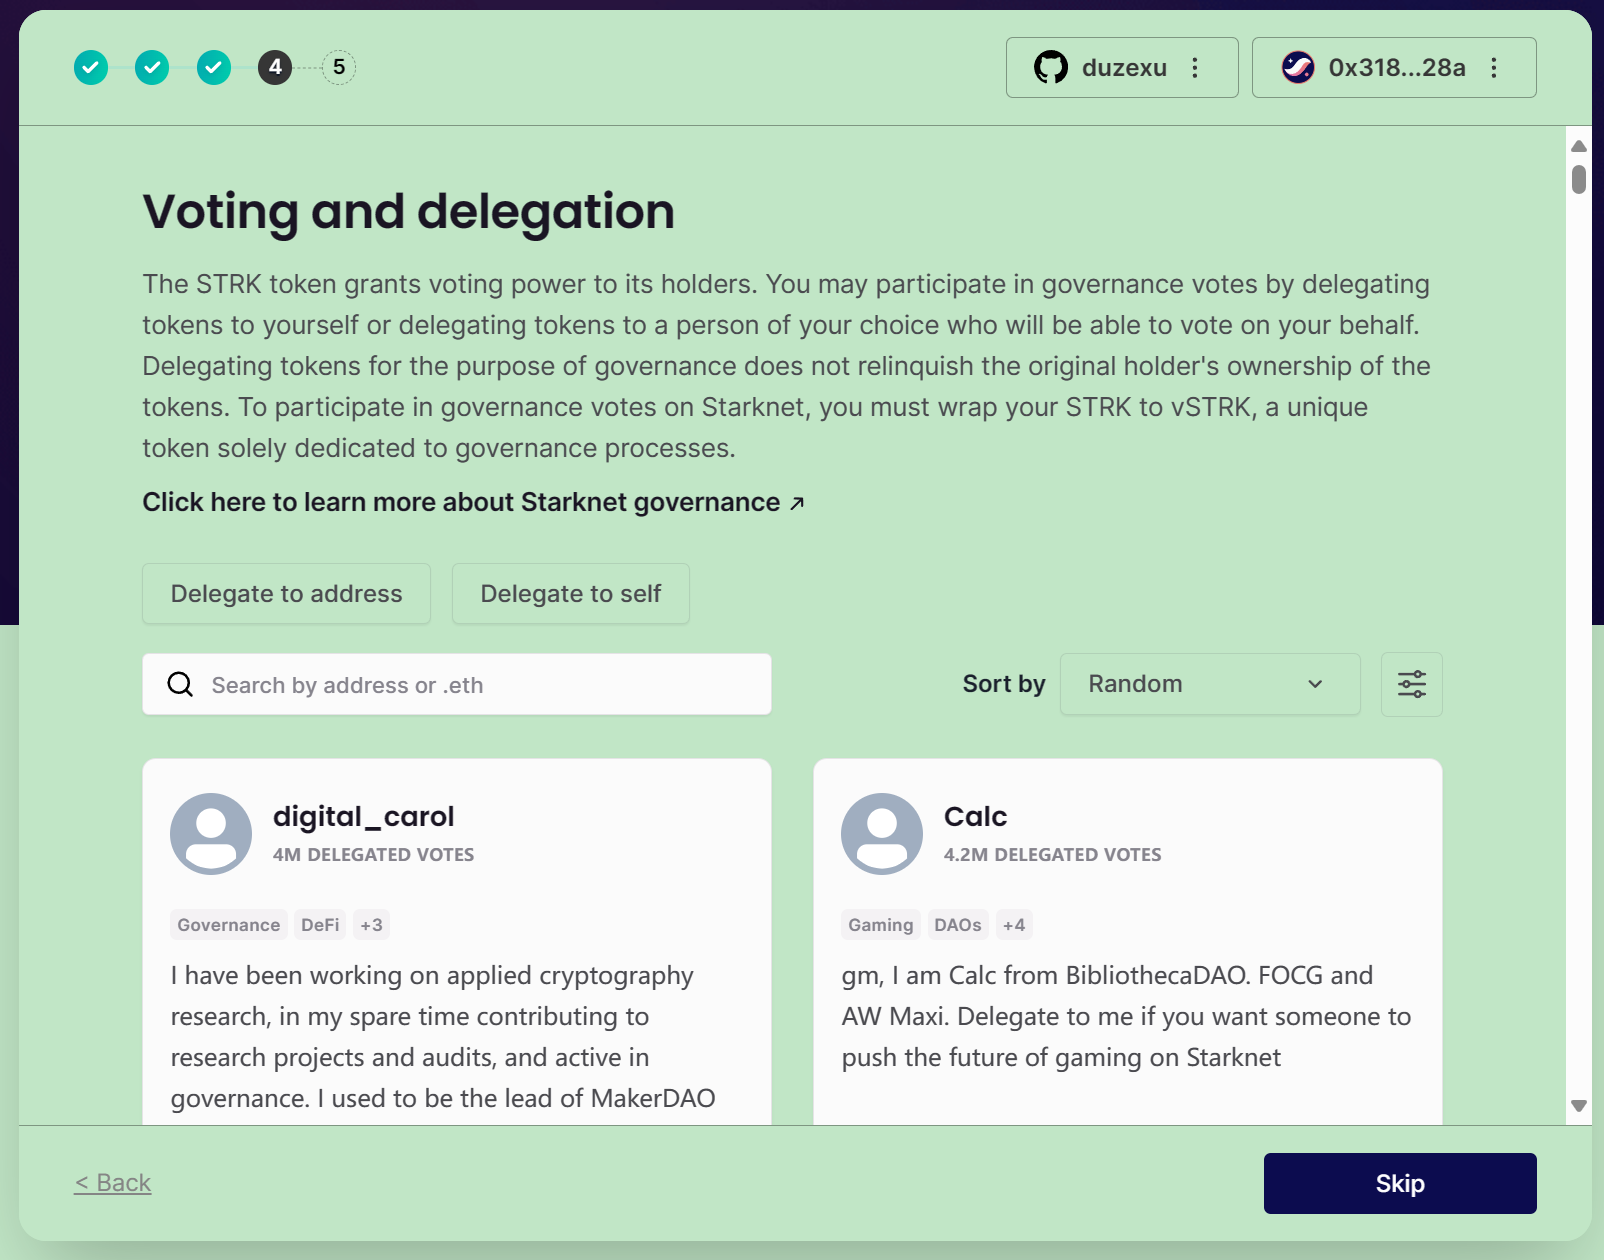 4
5
duzexu
0x318...28a
Voting and delegation
The STRK token grants voting power to its holders. You may participate in governance votes by delegating
tokens to yourself or delegating tokens to a person of your choice who will be able to vote on your behalf.
Delegating tokens for the purpose of governance does not relinquish the original holder's ownership of the
tokens. To participate in governance votes on Starknet, you must wrap your STRK to vSTRK, a unique
token solely dedicated to governance processes.
Click here to learn more about Starknet governance ↗
Delegate to address
Delegate to self
Search by address or .eth
Sort by
Random
digital_carol
4M DELEGATED VOTES
Governance DeFi +3
I have been working on applied cryptography
research, in my spare time contributing to
research projects and audits, and active in
governance. I used to be the lead of MakerDAO
Calc
4.2M DELEGATED VOTES
Gaming DAOs +4
gm, I am Calc from BibliothecaDAO. FOCG and
AW Maxi. Delegate to me if you want someone to
push the future of gaming on Starknet
< Back
Skip